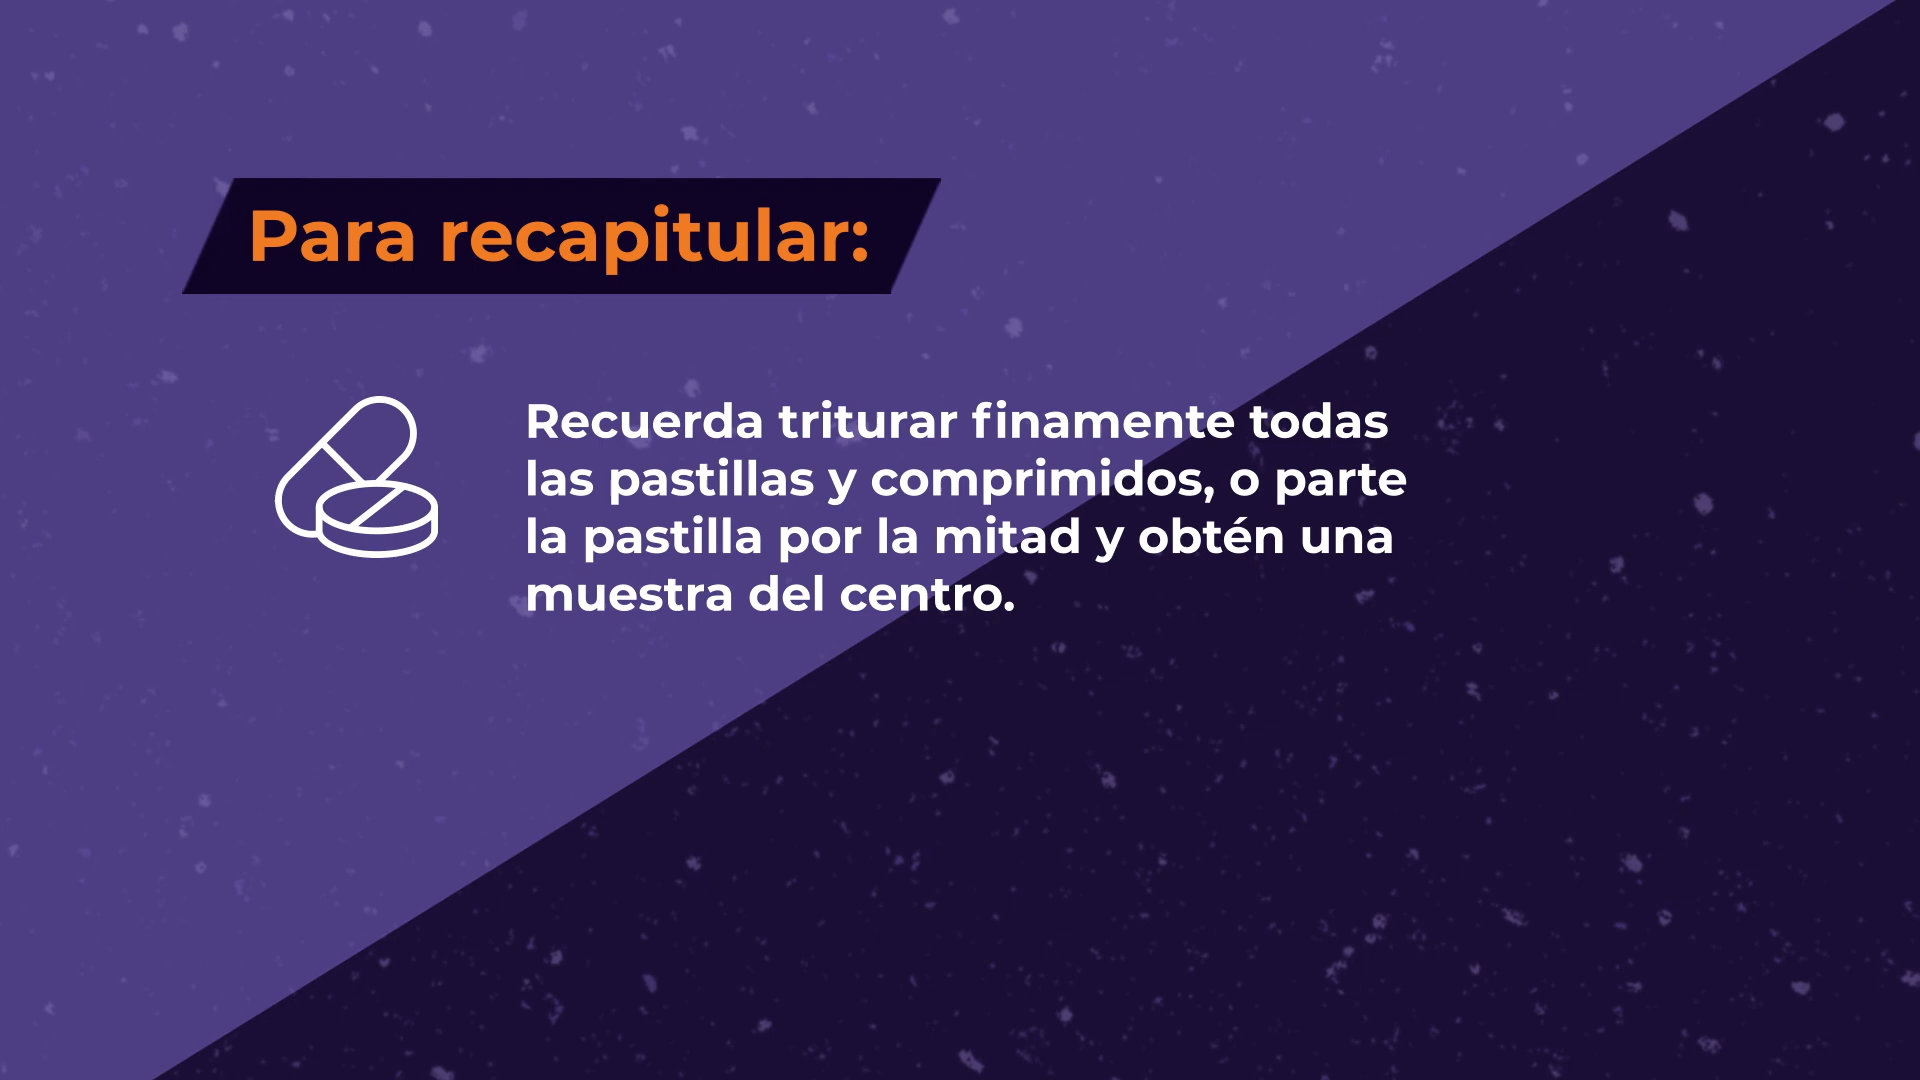 Para recapitular:
Recuerda triturar finamente todas
las pastillas y comprimidos, o parte
la pastilla por la mitad y obtén una
muestra del centro.